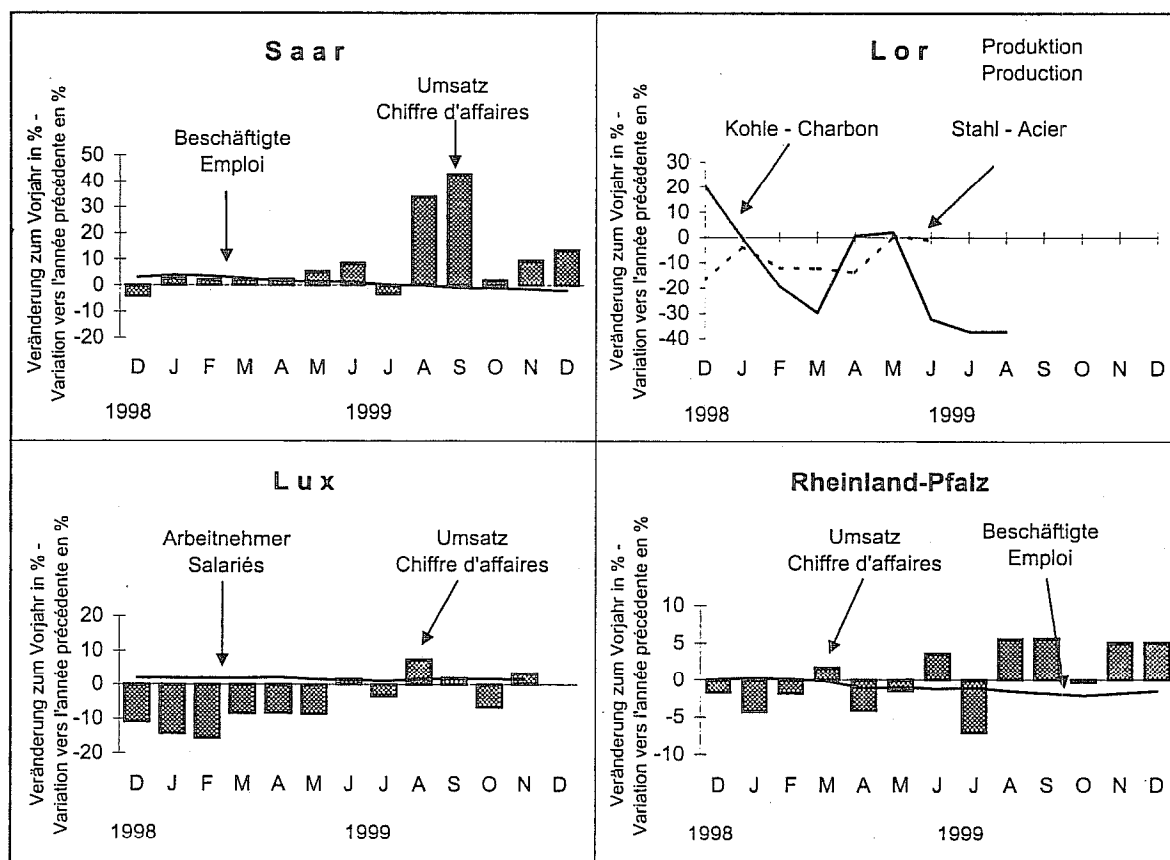 Saar
Veränderung zum Vorjahr in % -
Variation vers l'année précédente en %
Umsatz
Chiffre d'affaires
Beschäftigte
Emploi
50
40
30
20
10
0
-10
-20
D J F M A M J J A S O N D
1998 1999
Lor
Produktion
Production
Veränderung zum Vorjahr in % -
Variation vers l'année précédente en %
Kohle - Charbon
Stahl - Acier
30
20
10
0
-10
-20
-30
-40
D J F M A M J J A S O N D
1998 1999
Lux
Veränderung zum Vorjahr in % -
Variation vers l'année précédente en %
Arbeitnehmer
Salariés
Umsatz
Chiffre d'affaires
20
10
0
-10
-20
D J F M A M J J A S O N D
1998 1999
Rheinland-Pfalz
Veränderung zum Vorjahr in % -
Variation vers l'année précédente en %
Umsatz
Chiffre d'affaires
Beschäftigte
Emploi
10
5
0
-5
-10
D J F M A M J J A S O N D
1998 1999